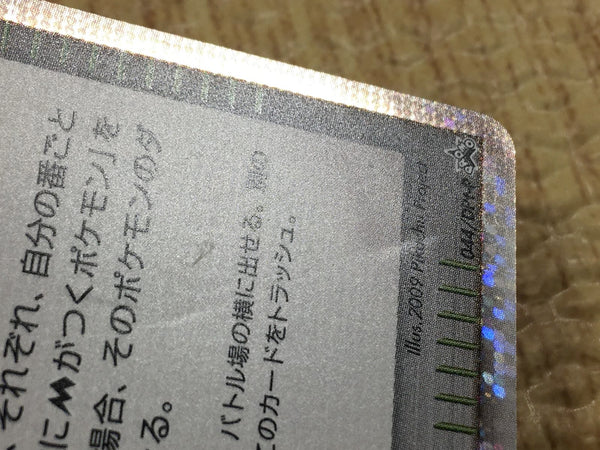 それぞれ、自分の番ごと
にMがつくポケモン」を
場合、そのポケモンのダ
る。
バトル場の横に出せる。別の
このカードをトラッシュ。
Illus. 2009 Pikachu Project
044/DPt-P